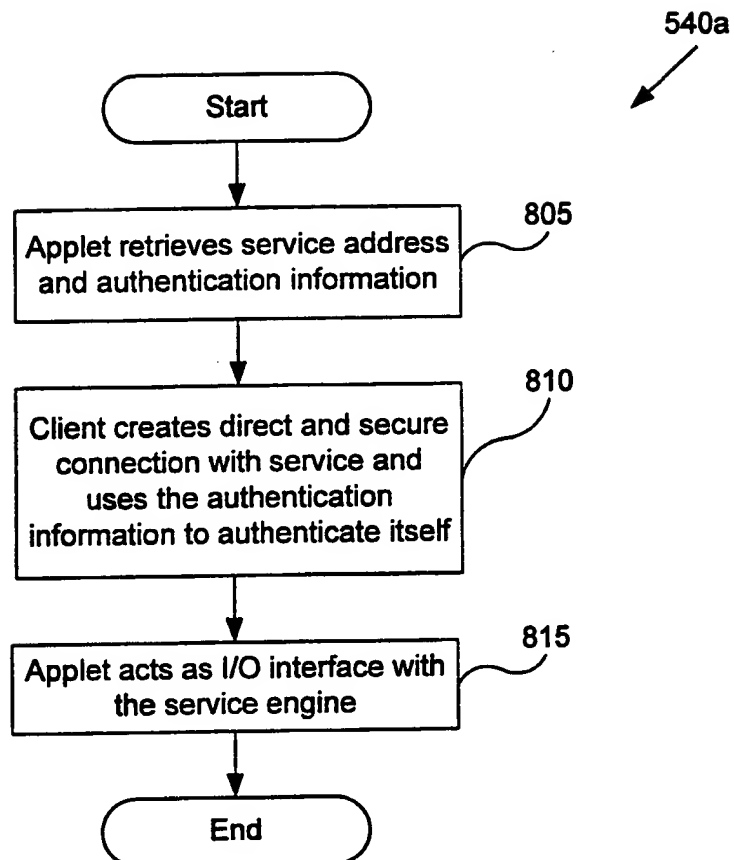 540a
Start
805
Applet retrieves service address
and authentication information
810
Client creates direct and secure
connection with service and
uses the authentication
information to authenticate itself
815
Applet acts as I/O interface with
the service engine
End